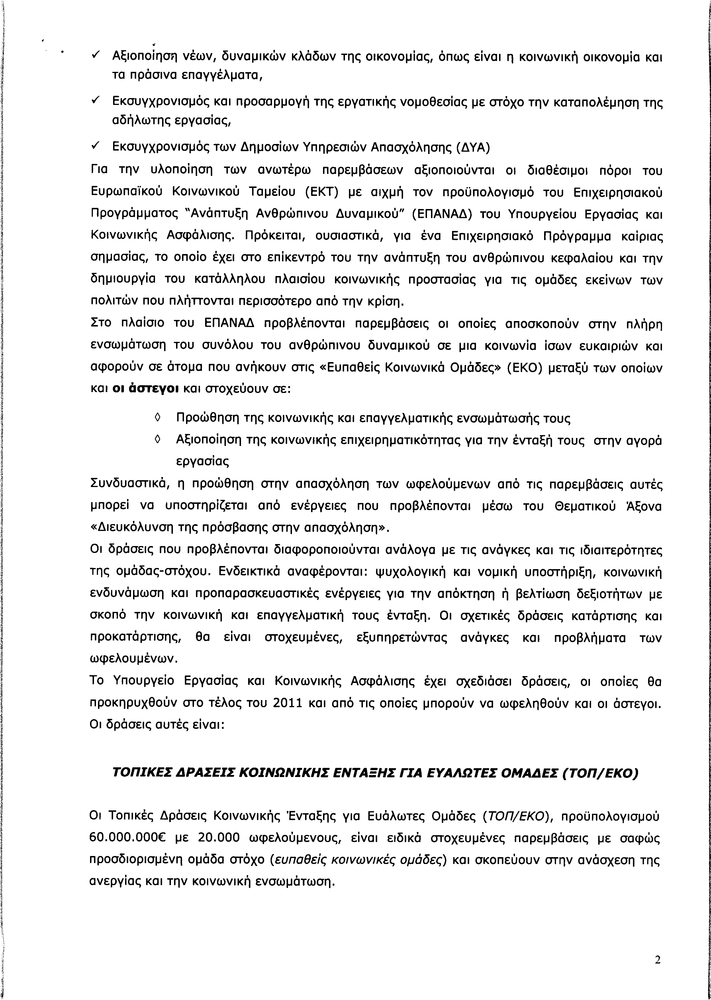 ✓ Αξιοποίηση νέων, δυναμικών κλάδων της οικονομίας, όπως είναι η κοινωνική οικονομία και
τα πράσινα επαγγέλματα,
✓ Εκσυγχρονισμός και προσαρμογή της εργατικής νομοθεσίας με στόχο την καταπολέμηση της
αδήλωτης εργασίας,
✓ Εκσυγχρονισμός των Δημοσίων Υπηρεσιών Απασχόλησης (ΔΥΑ)
Για την υλοποίηση των ανωτέρω παρεμβάσεων αξιοποιούνται οι διαθέσιμοι πόροι του
Ευρωπαϊκού Κοινωνικού Ταμείου (ΕΚΤ) με αιχμή τον προϋπολογισμό του Επιχειρησιακού
Προγράμματος "Ανάπτυξη Ανθρώπινου Δυναμικού" (ΕΠΑΝΑΔ) του Υπουργείου Εργασίας και
Κοινωνικής Ασφάλισης. Πρόκειται, ουσιαστικά, για ένα Επιχειρησιακό Πρόγραμμα καίριας
σημασίας, το οποίο έχει στο επίκεντρό του την ανάπτυξη του ανθρώπινου κεφαλαίου και την
δημιουργία του κατάλληλου πλαισίου κοινωνικής προστασίας για τις ομάδες εκείνων των
πολιτών που πλήττονται περισσότερο από την κρίση.
Στο πλαίσιο του ΕΠΑΝΑΔ προβλέπονται παρεμβάσεις οι οποίες αποσκοπούν στην πλήρη
ενσωμάτωση του συνόλου του ανθρώπινου δυναμικού σε μια κοινωνία ίσων ευκαιριών και
αφορούν σε άτομα που ανήκουν στις «Ευπαθείς Κοινωνικά Ομάδες» (ΕΚΟ) μεταξύ των οποίων
και οι άστεγοι και στοχεύουν σε:
◊ Προώθηση της κοινωνικής και επαγγελματικής ενσωμάτωσής τους
◊ Αξιοποίηση της κοινωνικής επιχειρηματικότητας για την ένταξή τους στην αγορά
εργασίας
Συνδυαστικά, η προώθηση στην απασχόληση των ωφελούμενων από τις παρεμβάσεις αυτές
μπορεί να υποστηρίζεται από ενέργειες που προβλέπονται μέσω του Θεματικού Άξονα
«Διευκόλυνση της πρόσβασης στην απασχόληση».
Οι δράσεις που προβλέπονται διαφοροποιούνται ανάλογα με τις ανάγκες και τις ιδιαιτερότητες
της ομάδας-στόχου. Ενδεικτικά αναφέρονται: ψυχολογική και νομική υποστήριξη, κοινωνική
ενδυνάμωση και προπαρασκευαστικές ενέργειες για την απόκτηση ή βελτίωση δεξιοτήτων με
σκοπό την κοινωνική και επαγγελματική τους ένταξη. Οι σχετικές δράσεις κατάρτισης και
προκατάρτισης, θα είναι στοχευμένες, εξυπηρετώντας ανάγκες και προβλήματα των
ωφελουμένων.
Το Υπουργείο Εργασίας και Κοινωνικής Ασφάλισης έχει σχεδιάσει δράσεις, οι οποίες θα
προκηρυχθούν στο τέλος του 2011 και από τις οποίες μπορούν να ωφεληθούν και οι άστεγοι.
Οι δράσεις αυτές είναι:
ΤΟΠΙΚΕΣ ΔΡΑΣΕΙΣ ΚΟΙΝΩΝΙΚΗΣ ΕΝΤΑΞΗΣ ΓΙΑ ΕΥΑΛΩΤΕΣ ΟΜΑΔΕΣ (ΤΟΠ/ΕΚΟ)
Οι Τοπικές Δράσεις Κοινωνικής Ένταξης για Ευάλωτες Ομάδες (ΤΟΠ/ΕΚΟ), προϋπολογισμού
60.000.000€ με 20.000 ωφελούμενους, είναι ειδικά στοχευμένες παρεμβάσεις με σαφώς
προσδιορισμένη ομάδα στόχο (ευπαθείς κοινωνικές ομάδες) και σκοπεύουν στην ανάσχεση της
ανεργίας και την κοινωνική ενσωμάτωση.
2